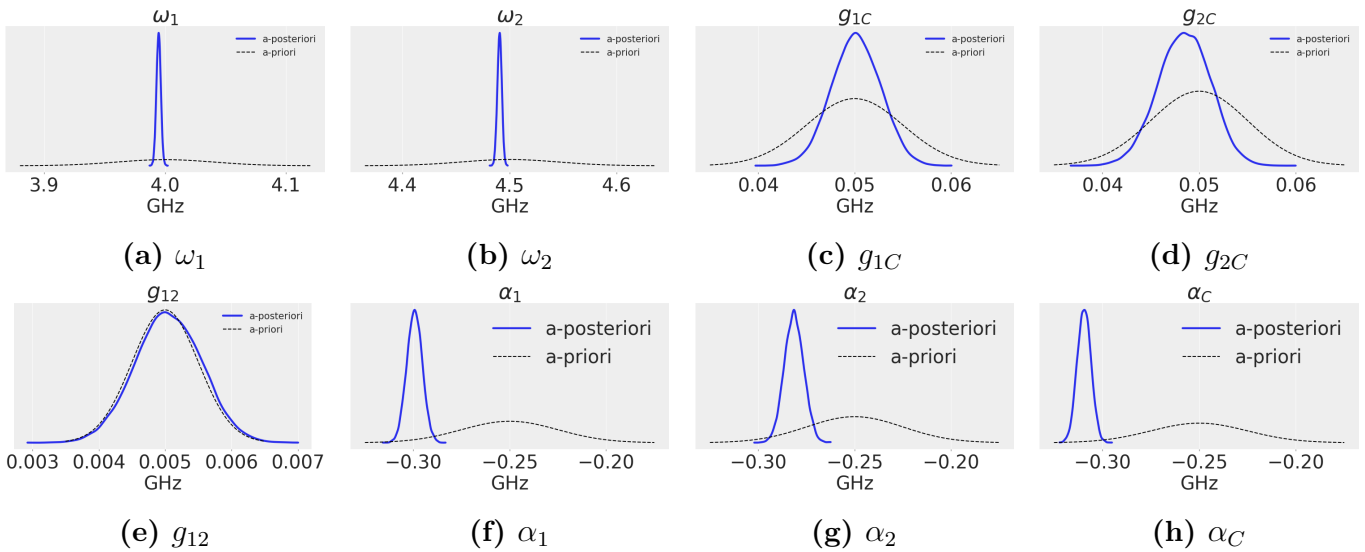 ω₁
a-posteriori
a-priori
3.9 4.0 4.1
GHz
(a) ω₁
ω₂
a-posteriori
a-priori
4.4 4.5 4.6
GHz
(b) ω₂
g₁C
a-posteriori
a-priori
0.04 0.05 0.06
GHz
(c) g₁C
g₂C
a-posteriori
a-priori
0.04 0.05 0.06
GHz
(d) g₂C
g₁₂
a-posteriori
a-priori
0.003 0.004 0.005 0.006 0.007
GHz
(e) g₁₂
α₁
a-posteriori
a-priori
−0.30 −0.25 −0.20
GHz
(f) α₁
α₂
a-posteriori
a-priori
−0.30 −0.25 −0.20
GHz
(g) α₂
αC
a-posteriori
a-priori
−0.30 −0.25 −0.20
GHz
(h) αC